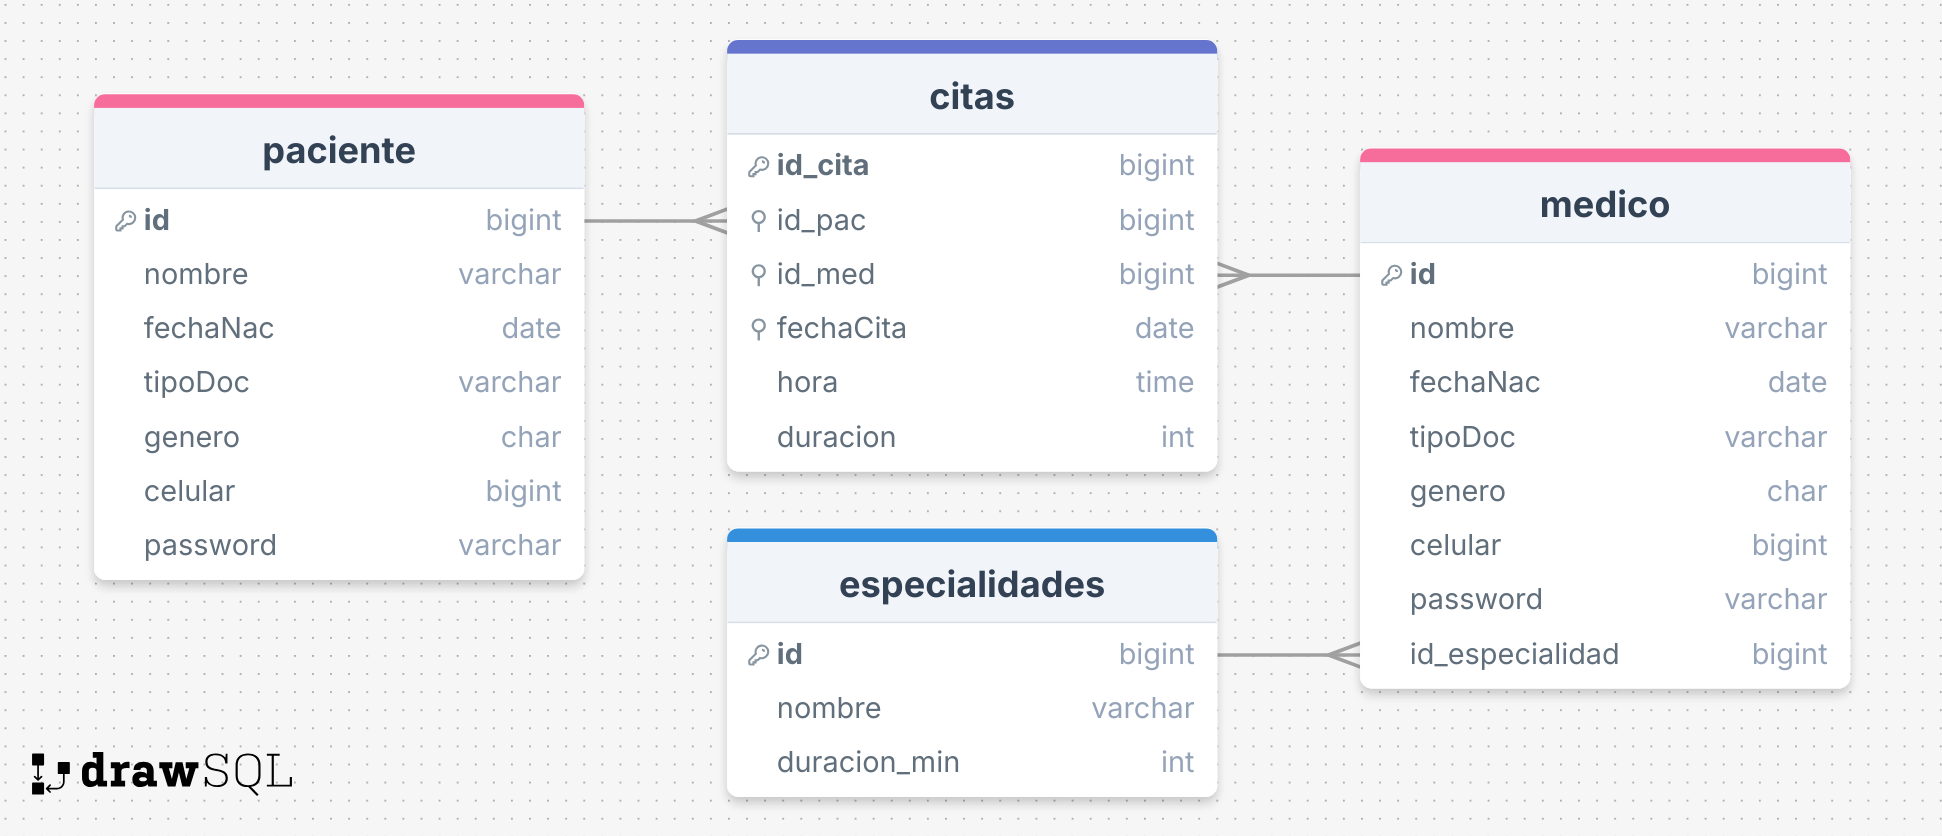 paciente
id bigint
nombre varchar
fechaNac date
tipoDoc varchar
genero char
celular bigint
password varchar
citas
id_cita bigint
id_pac bigint
id_med bigint
fechaCita date
hora time
duracion int
especialidades
id bigint
nombre varchar
duracion_min int
medico
id bigint
nombre varchar
fechaNac date
tipoDoc varchar
genero char
celular bigint
password varchar
id_especialidad bigint
drawSQL